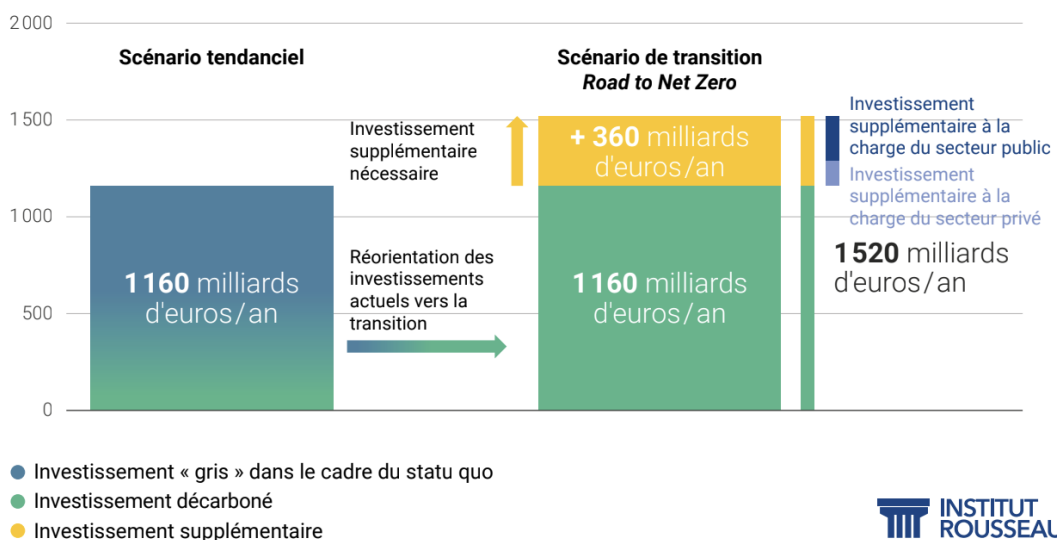 2 000
Scénario tendanciel
Scénario de transition
Road to Net Zero
1 500
Investissement
supplémentaire
nécessaire
+ 360 milliards
d'euros/an
Investissement
supplémentaire à la
charge du secteur public
Investissement
supplémentaire à la
charge du secteur privé
1 000
1 160 milliards
d'euros/an
Réorientation des
investissements
actuels vers la
transition
1 160 milliards
d'euros/an
1 520 milliards
d'euros/an
500
0
Investissement « gris » dans le cadre du statu quo
Investissement décarboné
Investissement supplémentaire
INSTITUT
ROUSSEAU